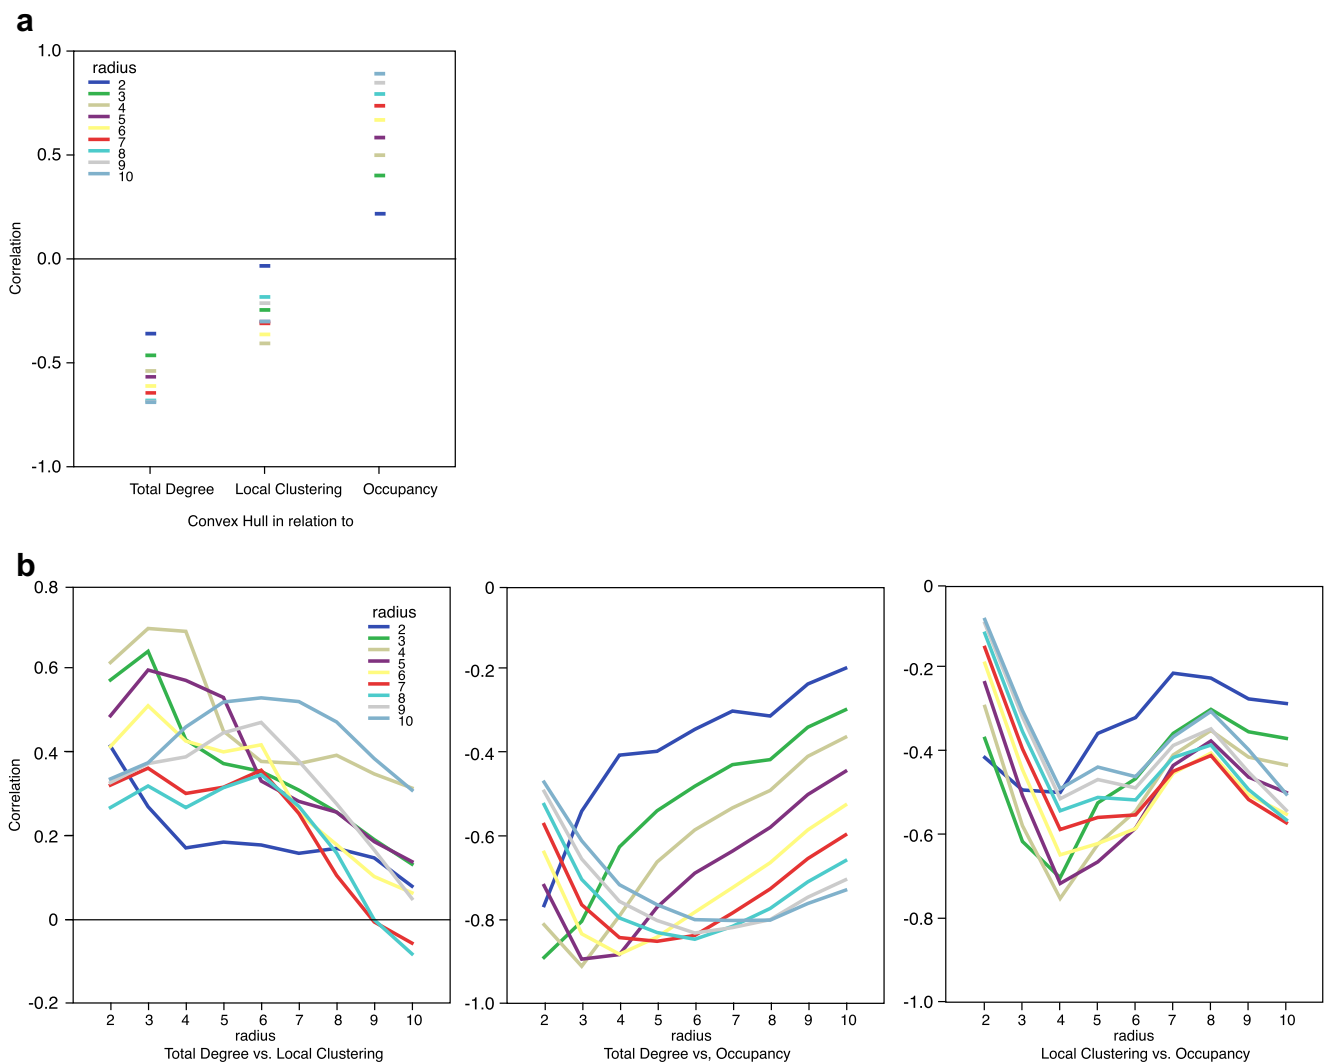 a
1.0
0.5
0.0
-0.5
-1.0
Correlation
radius
2
3
4
5
6
7
8
9
10
Total Degree Local Clustering Occupancy
Convex Hull in relation to
b
0.8
0.6
0.4
0.2
0
-0.2
Correlation
radius
2
3
4
5
6
7
8
9
10
2 3 4 5 6 7 8 9 10
radius
Total Degree vs. Local Clustering
0
-0.2
-0.4
-0.6
-0.8
-1.0
2 3 4 5 6 7 8 9 10
radius
Total Degree vs, Occupancy
0
-0.2
-0.4
-0.6
-0.8
-1.0
2 3 4 5 6 7 8 9 10
radius
Local Clustering vs. Occupancy